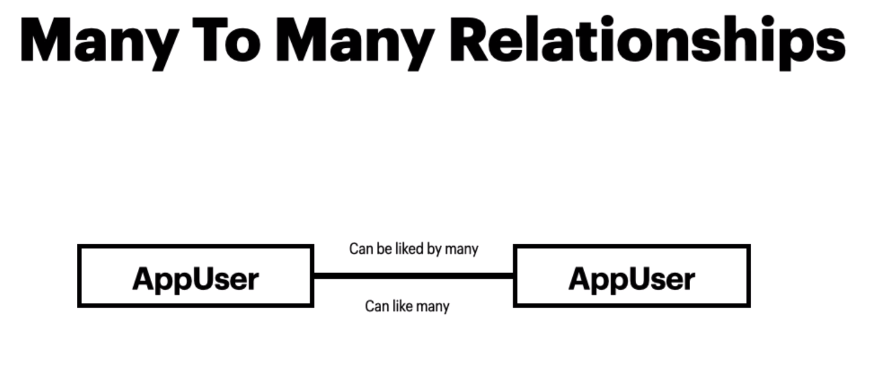 Many To Many Relationships
Can be liked by many
AppUser
AppUser
Can like many